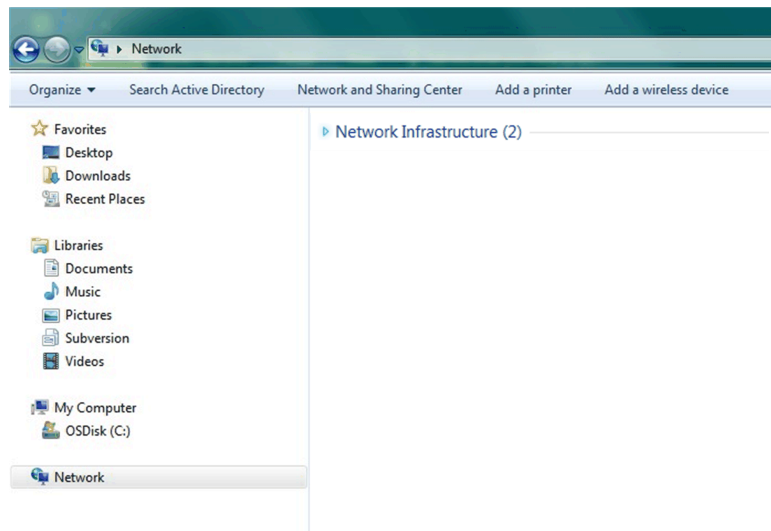 Network
Organize Search Active Directory Network and Sharing Center Add a printer Add a wireless device
Favorites
Desktop
Downloads
Recent Places
Libraries
Documents
Music
Pictures
Subversion
Videos
My Computer
OSDisk (C:)
Network
Network Infrastructure (2)